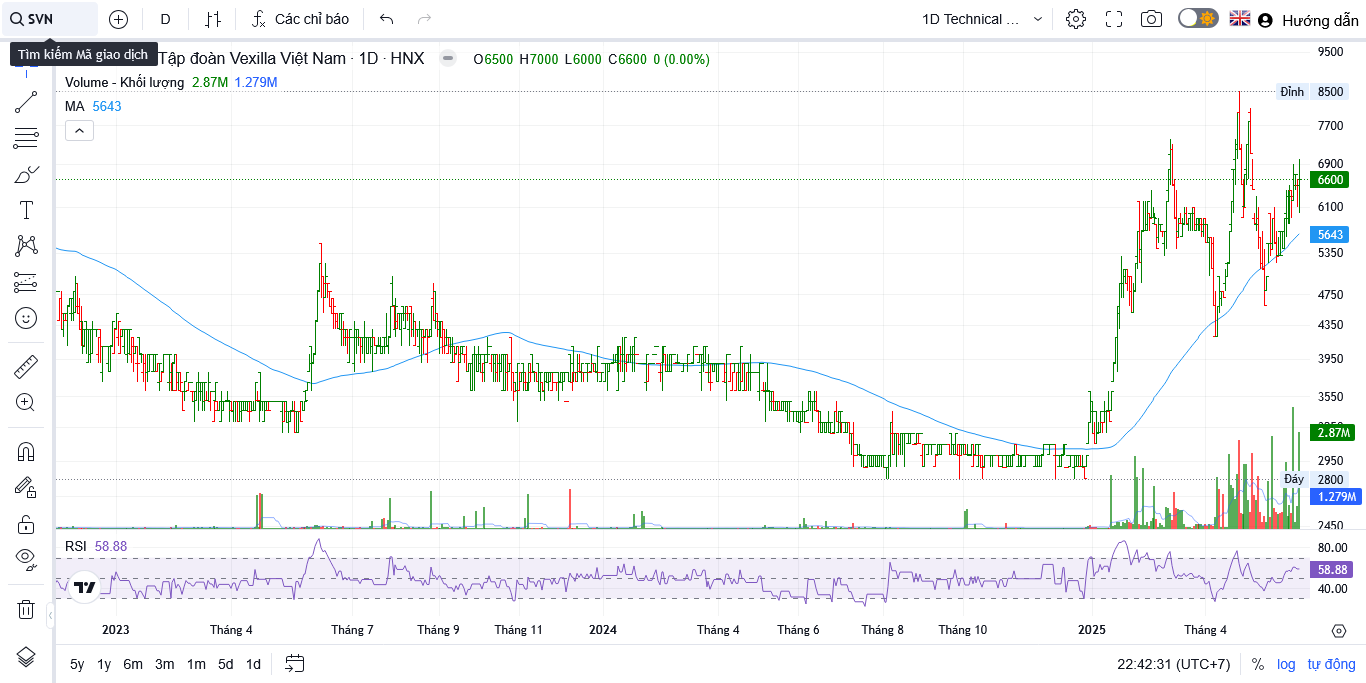 SVN D Các chỉ báo 1D Technical ... Hướng dẫn
Tìm kiếm Mã giao dịch
Tập đoàn Vexilla Việt Nam · 1D · HNX O6500 H7000 L6000 C6600 0 (0.00%)
Volume - Khối lượng 2.87M 1.279M
MA 5643
9500
Đỉnh 8500
7700
6900
6600
6100
5643
5350
4750
4350
3950
3550
2.87M
2950
Đáy 2800
1.279M
2450
RSI 58.88
80.00
58.88
40.00
2023 Tháng 4 Tháng 7 Tháng 9 Tháng 11 2024 Tháng 4 Tháng 6 Tháng 8 Tháng 10 2025 Tháng 4
5y 1y 6m 3m 1m 5d 1d 22:42:31 (UTC+7) % log tự động